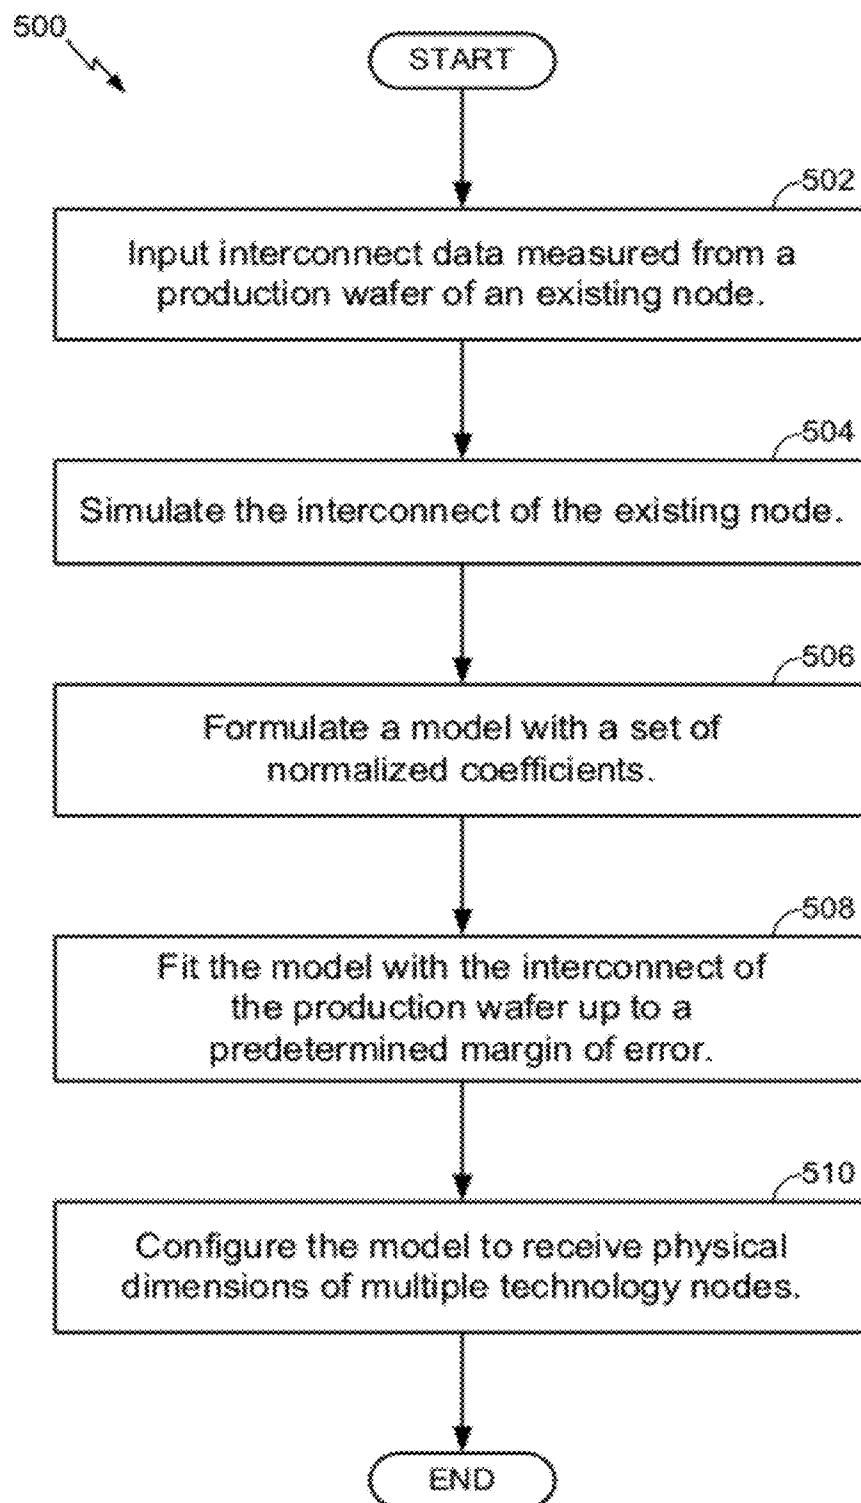 500
START
502
Input interconnect data measured from a
production wafer of an existing node.
504
Simulate the interconnect of the existing node.
506
Formulate a model with a set of
normalized coefficients.
508
Fit the model with the interconnect of
the production wafer up to a
predetermined margin of error.
510
Configure the model to receive physical
dimensions of multiple technology nodes.
END